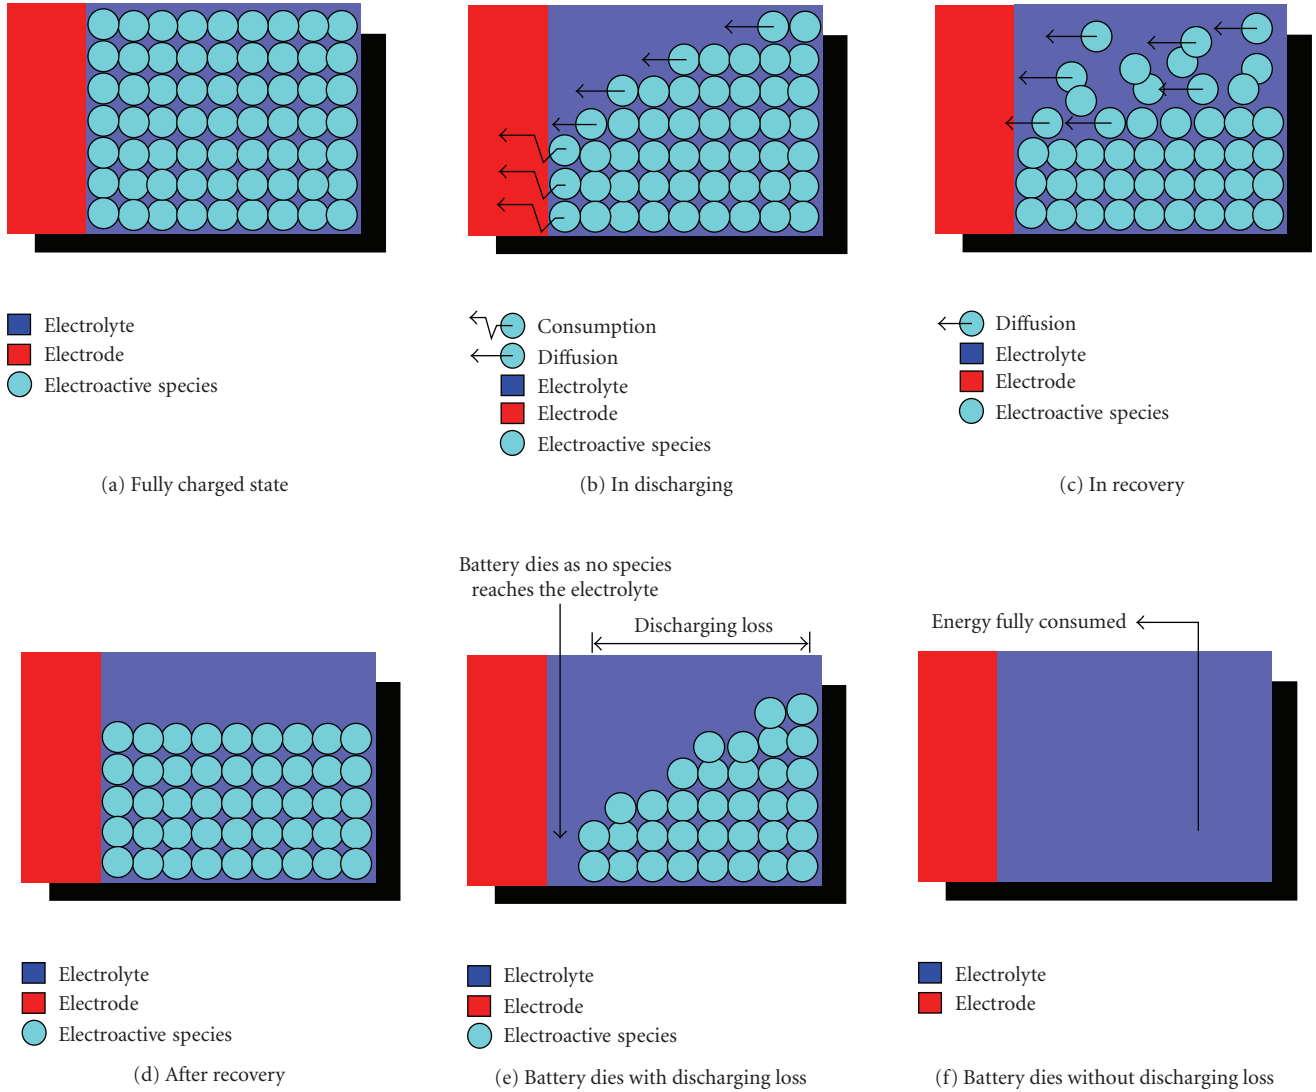 Electrolyte
Electrode
Electroactive species
(a) Fully charged state
Consumption
Diffusion
Electrolyte
Electrode
Electroactive species
(b) In discharging
Diffusion
Electrolyte
Electrode
Electroactive species
(c) In recovery
Electrolyte
Electrode
Electroactive species
(d) After recovery
Battery dies as no species
reaches the electrolyte
Discharging loss
Electrolyte
Electrode
Electroactive species
(e) Battery dies with discharging loss
Energy fully consumed
Electrolyte
Electrode
(f) Battery dies without discharging loss